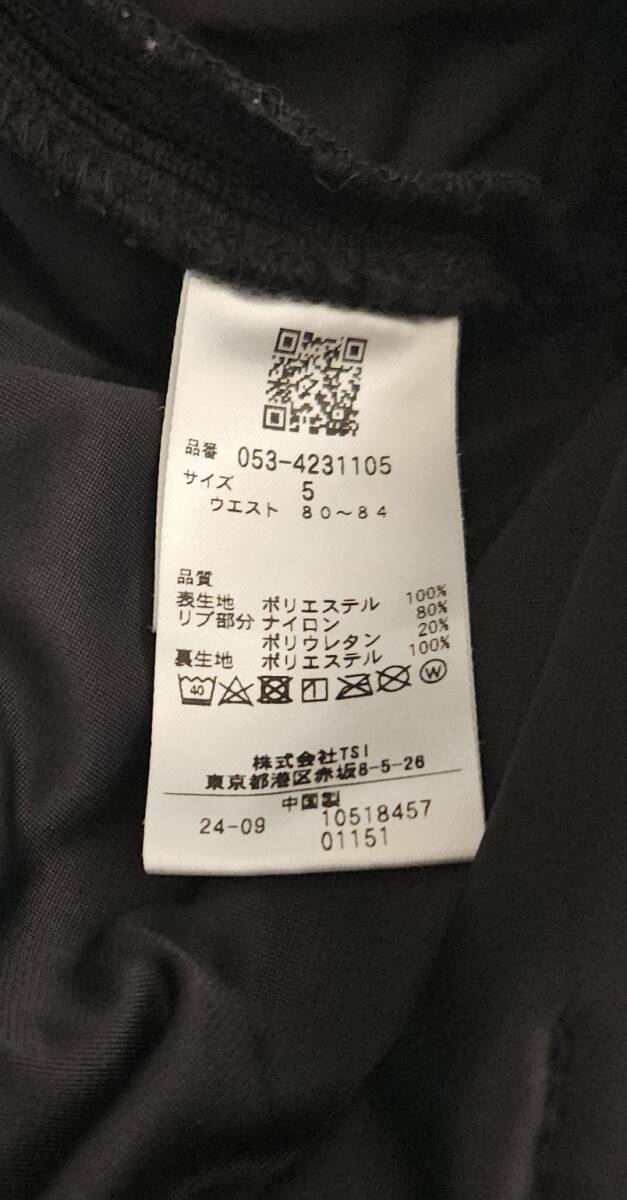 品番 053-4231105
サイズ 5
ウエスト 80～84
品質
表生地 ポリエステル 100%
リブ部分 ナイロン 80%
ポリウレタン 20%
裏生地 ポリエステル 100%
40 W
株式会社TSI
東京都港区赤坂8-5-26
中国製
24-09 10518457
01151